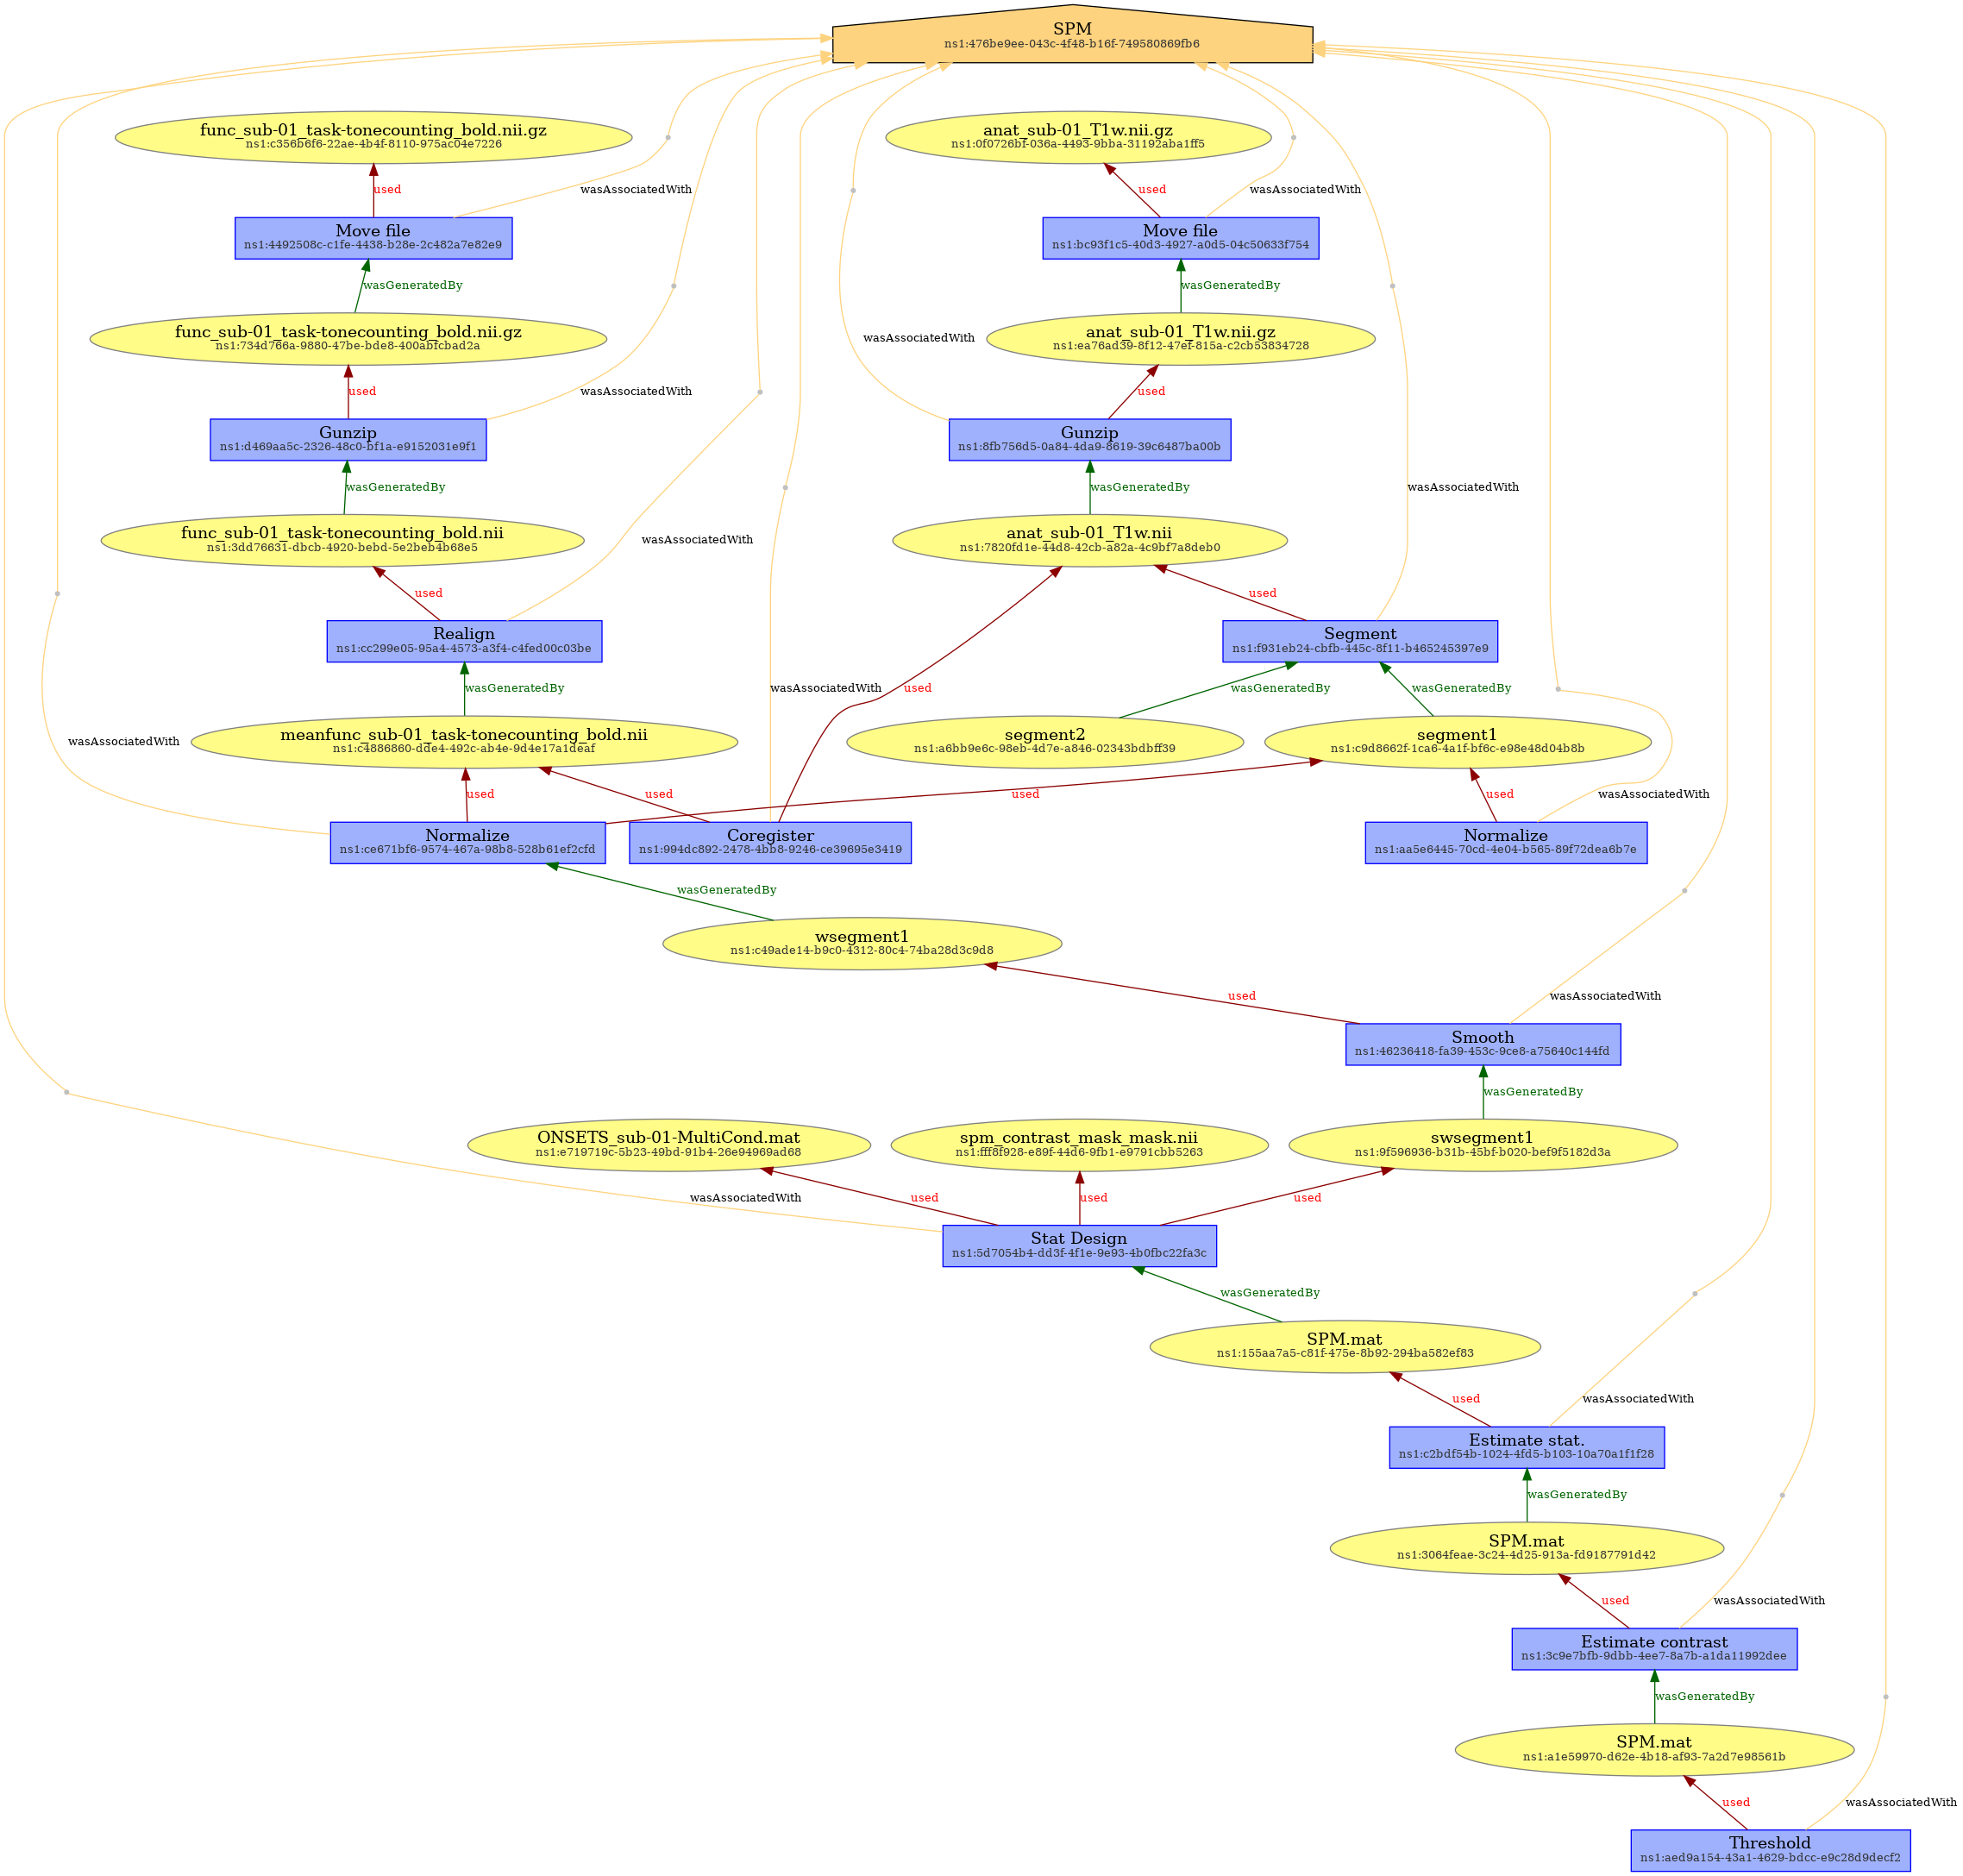 SPM
ns1:476be9ee-043c-4f48-b16f-749580869fb6
func_sub-01_task-tonecounting_bold.nii.gz
ns1:c356b6f6-22ae-4b4f-8110-975ac04e7226
anat_sub-01_T1w.nii.gz
ns1:0f0726bf-036a-4493-9bba-31192aba1ff5
used
wasAssociatedWith
used
wasAssociatedWith
Move file
ns1:4492508c-c1fe-4438-b28e-2c482a7e82e9
Move file
ns1:bc93f1c5-40d3-4927-a0d5-04c50633f754
wasGeneratedBy
wasGeneratedBy
func_sub-01_task-tonecounting_bold.nii.gz
ns1:734d766a-9880-47be-bde8-400abfcbad2a
anat_sub-01_T1w.nii.gz
ns1:ea76ad39-8f12-47ef-815a-c2cb53834728
wasAssociatedWith
used
wasAssociatedWith
used
Gunzip
ns1:d469aa5c-2326-48c0-bf1a-e9152031e9f1
Gunzip
ns1:8fb756d5-0a84-4da9-8619-39c6487ba00b
wasGeneratedBy
wasGeneratedBy
wasAssociatedWith
func_sub-01_task-tonecounting_bold.nii
ns1:3dd76631-dbcb-4920-bebd-5e2beb4b68e5
wasAssociatedWith
anat_sub-01_T1w.nii
ns1:7820fd1e-44d8-42cb-a82a-4c9bf7a8deb0
used
used
Realign
ns1:cc299e05-95a4-4573-a3f4-c4fed00c03be
Segment
ns1:f931eb24-cbfb-445c-8f11-b465245397e9
wasGeneratedBy
wasAssociatedWith
used
wasGeneratedBy
wasGeneratedBy
wasAssociatedWith
meanfunc_sub-01_task-tonecounting_bold.nii
ns1:c4886860-dde4-492c-ab4e-9d4e17a1deaf
segment2
ns1:a6bb9e6c-98eb-4d7e-a846-02343bdbff39
segment1
ns1:c9d8662f-1ca6-4a1f-bf6c-e98e48d04b8b
used
used
used
used
wasAssociatedWith
Normalize
ns1:ce671bf6-9574-467a-98b8-528b61ef2cfd
Coregister
ns1:994dc892-2478-4bb8-9246-ce39695e3419
Normalize
ns1:aa5e6445-70cd-4e04-b565-89f72dea6b7e
wasGeneratedBy
wsegment1
ns1:c49ade14-b9c0-4312-80c4-74ba28d3c9d8
used
wasAssociatedWith
Smooth
ns1:46236418-fa39-453c-9ce8-a75640c144fd
wasGeneratedBy
ONSETS_sub-01-MultiCond.mat
ns1:e719719c-5b23-49bd-91b4-26e94969ad68
spm_contrast_mask_mask.nii
ns1:fff8f928-e89f-44d6-9fb1-e9791cbb5263
swsegment1
ns1:9f596936-b31b-45bf-b020-bef9f5182d3a
wasAssociatedWith
used
used
used
Stat Design
ns1:5d7054b4-dd3f-4f1e-9e93-4b0fbc22fa3c
wasGeneratedBy
SPM.mat
ns1:155aa7a5-c81f-475e-8b92-294ba582ef83
used
wasAssociatedWith
Estimate stat.
ns1:c2bdf54b-1024-4fd5-b103-10a70a1f1f28
wasGeneratedBy
SPM.mat
ns1:3064feae-3c24-4d25-913a-fd9187791d42
used
wasAssociatedWith
Estimate contrast
ns1:3c9e7bfb-9dbb-4ee7-8a7b-a1da11992dee
wasGeneratedBy
SPM.mat
ns1:a1e59970-d62e-4b18-af93-7a2d7e98561b
used
wasAssociatedWith
Threshold
ns1:aed9a154-43a1-4629-bdcc-e9c28d9decf2